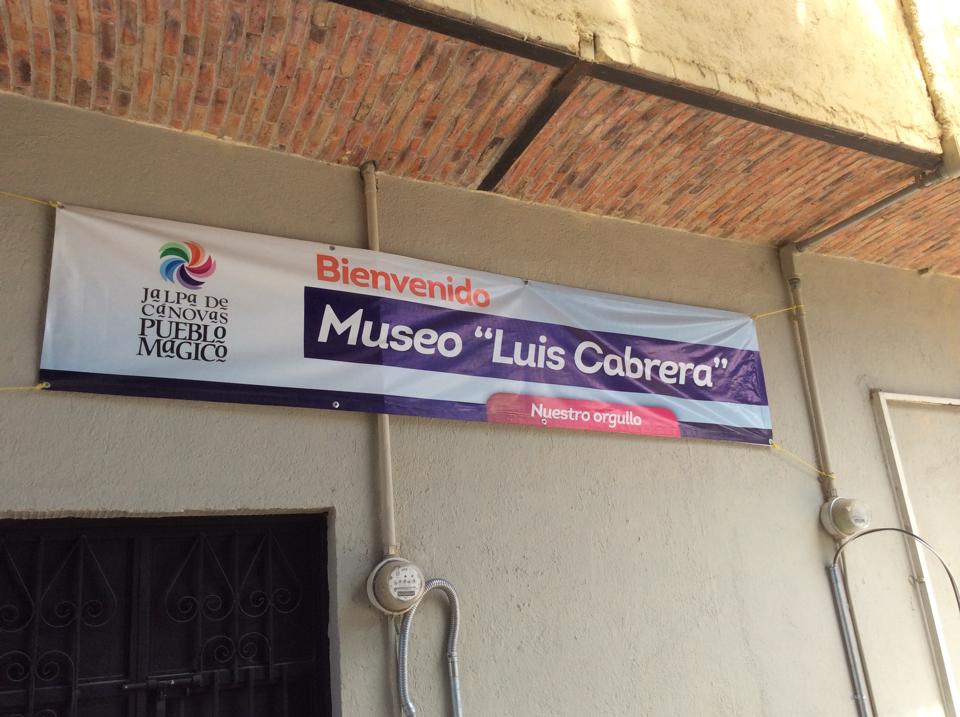 JaLPa DE
CaNOVaS
PUEBLO
MaGICO
Bienvenido
Museo “Luis Cabrera”
Nuestro orgullo